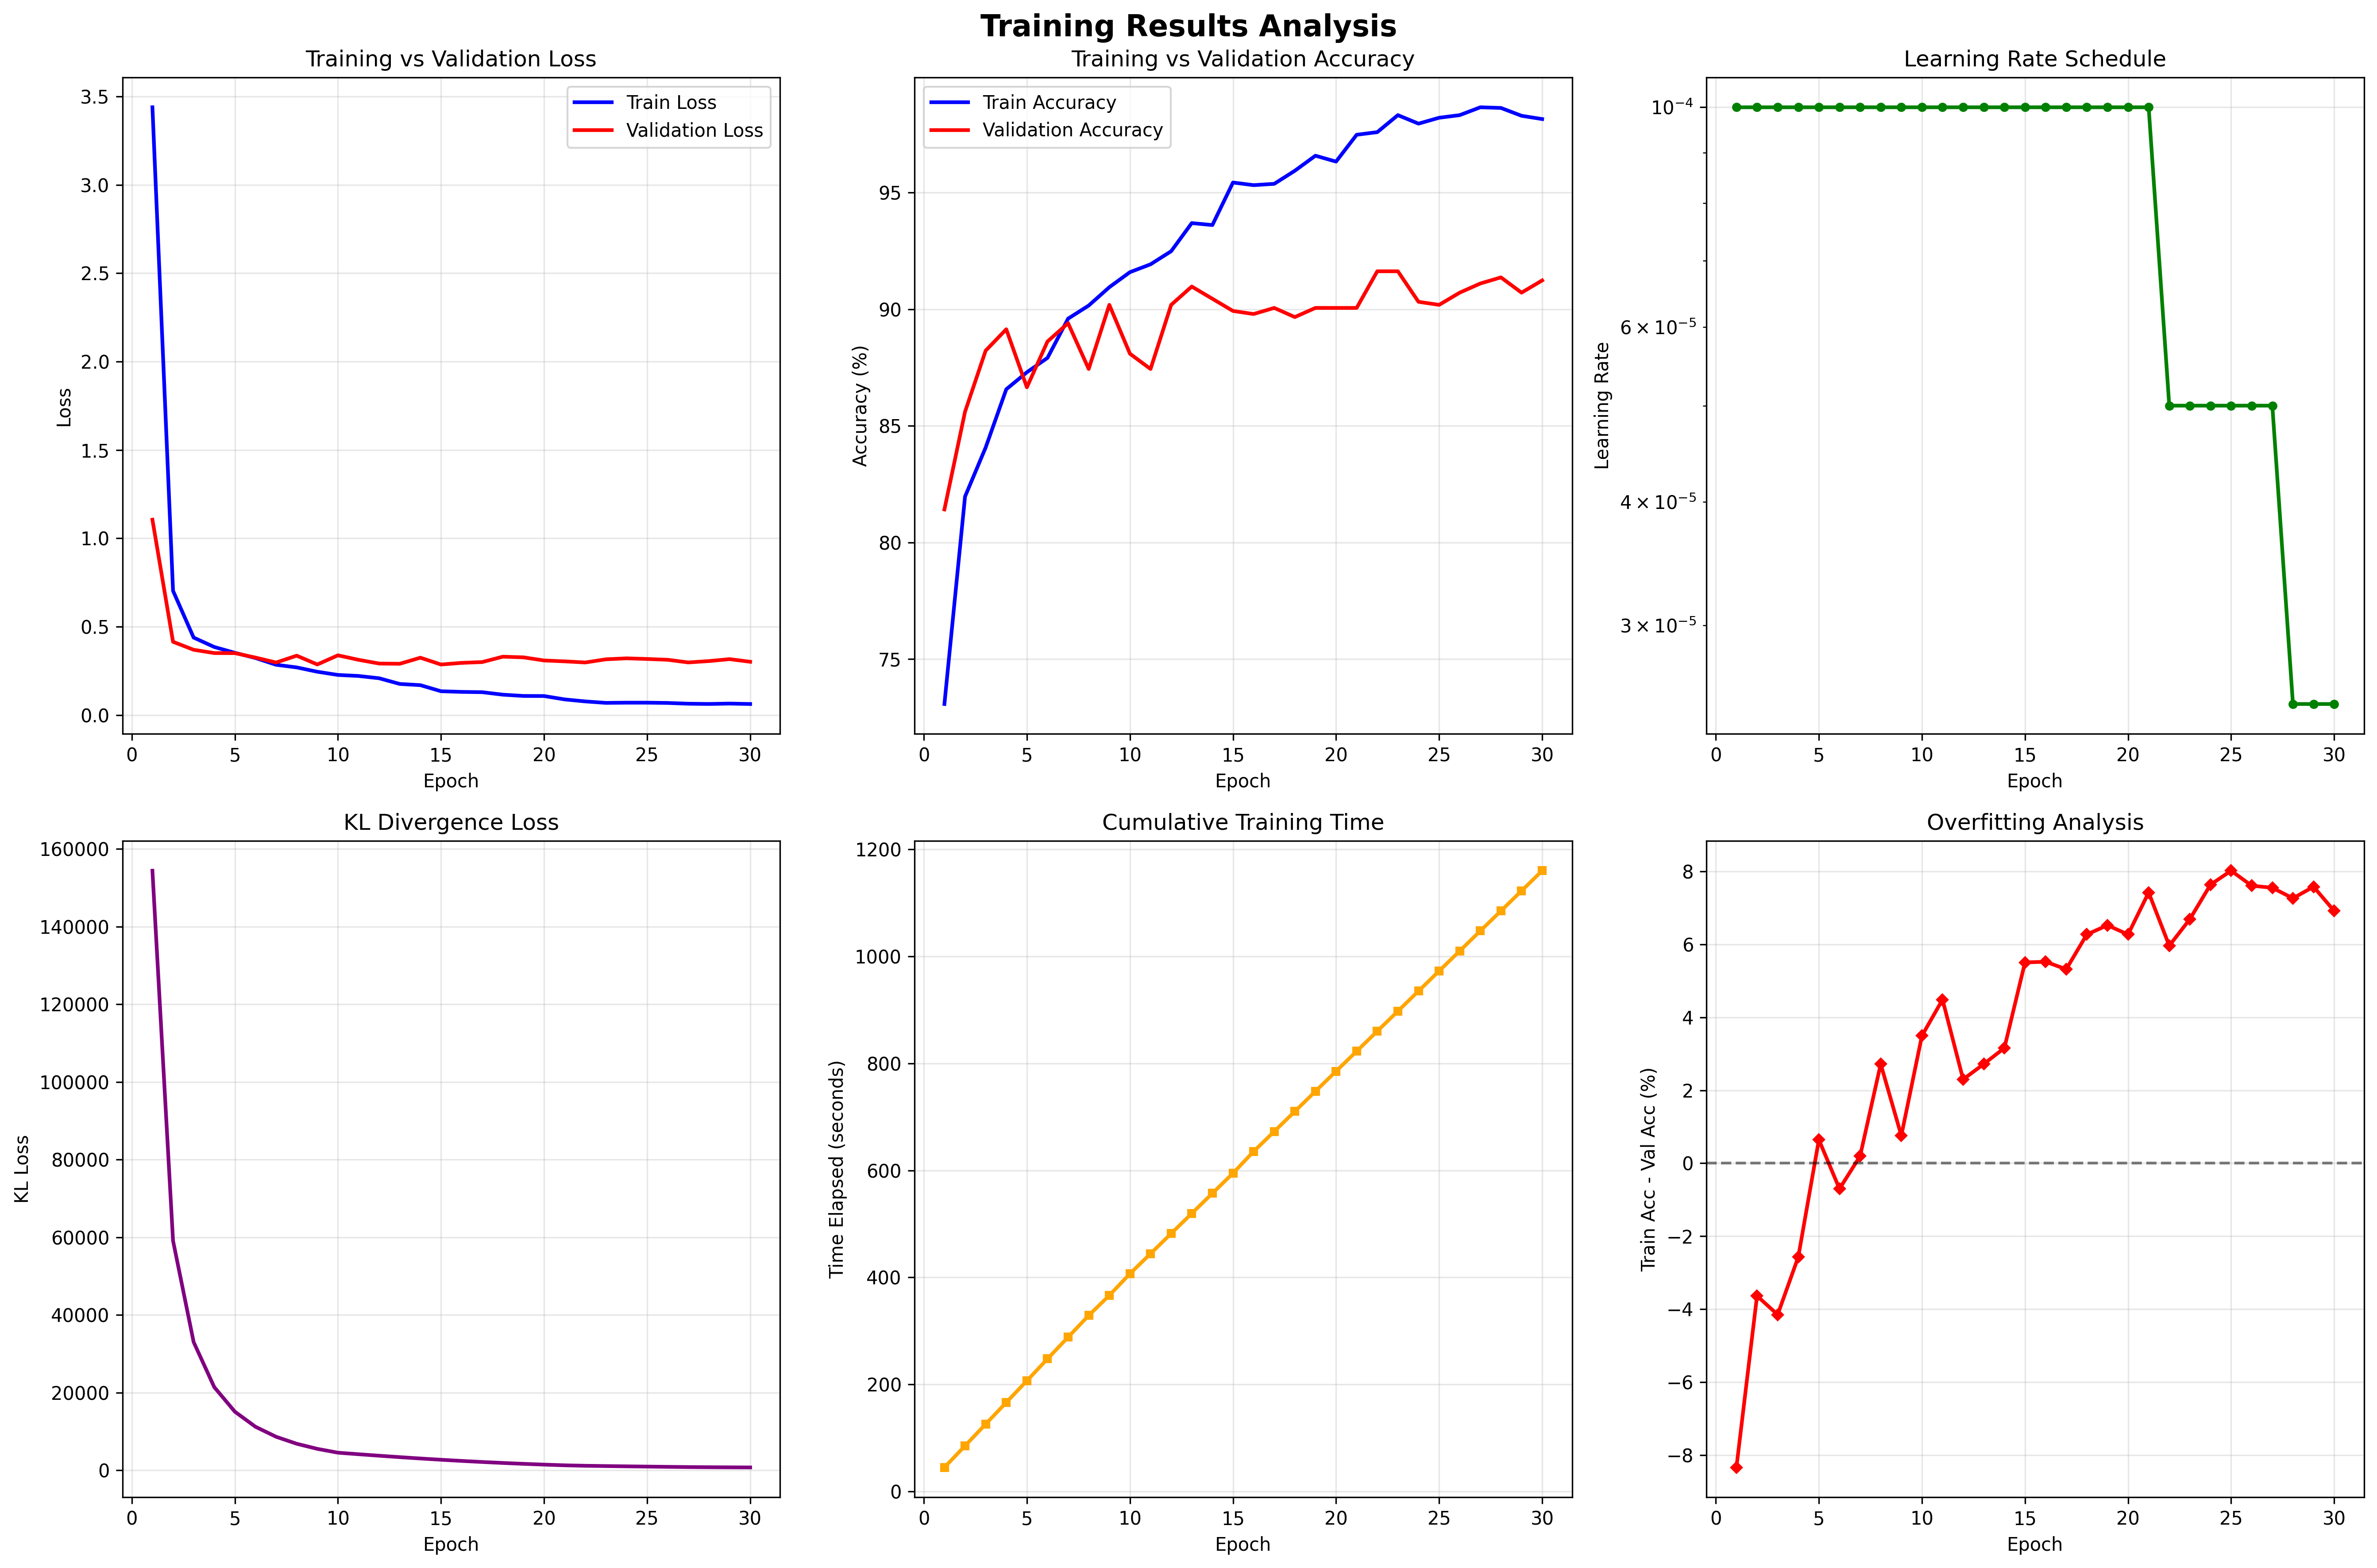 Training Results Analysis
Training vs Validation Loss
3.5
3.0
2.5
2.0
1.5
1.0
0.5
0.0
Loss
Train Loss
Validation Loss
0 5 10 15 20 25 30
Epoch
Training vs Validation Accuracy
95
90
85
80
75
Accuracy (%)
Train Accuracy
Validation Accuracy
0 5 10 15 20 25 30
Epoch
Learning Rate Schedule
10⁻⁴
6 × 10⁻⁵
4 × 10⁻⁵
3 × 10⁻⁵
Learning Rate
0 5 10 15 20 25 30
Epoch
KL Divergence Loss
160000
140000
120000
100000
80000
60000
40000
20000
0
KL Loss
0 5 10 15 20 25 30
Epoch
Cumulative Training Time
1200
1000
800
600
400
200
0
Time Elapsed (seconds)
0 5 10 15 20 25 30
Epoch
Overfitting Analysis
8
6
4
2
0
−2
−4
−6
−8
Train Acc - Val Acc (%)
0 5 10 15 20 25 30
Epoch